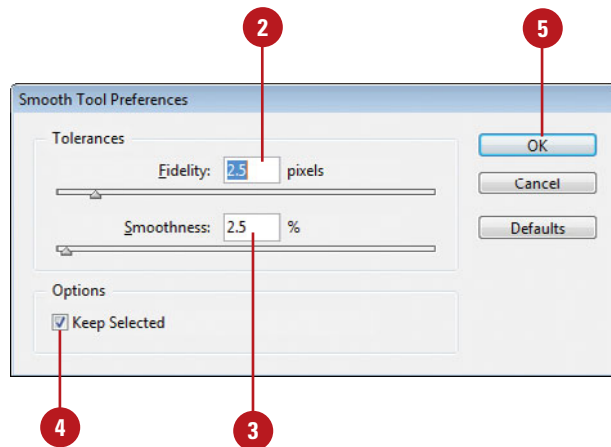 2
5
Smooth Tool Preferences
Tolerances
Fidelity: 2.5 pixels
Smoothness: 2.5 %
OK
Cancel
Defaults
Options
Keep Selected
4
3